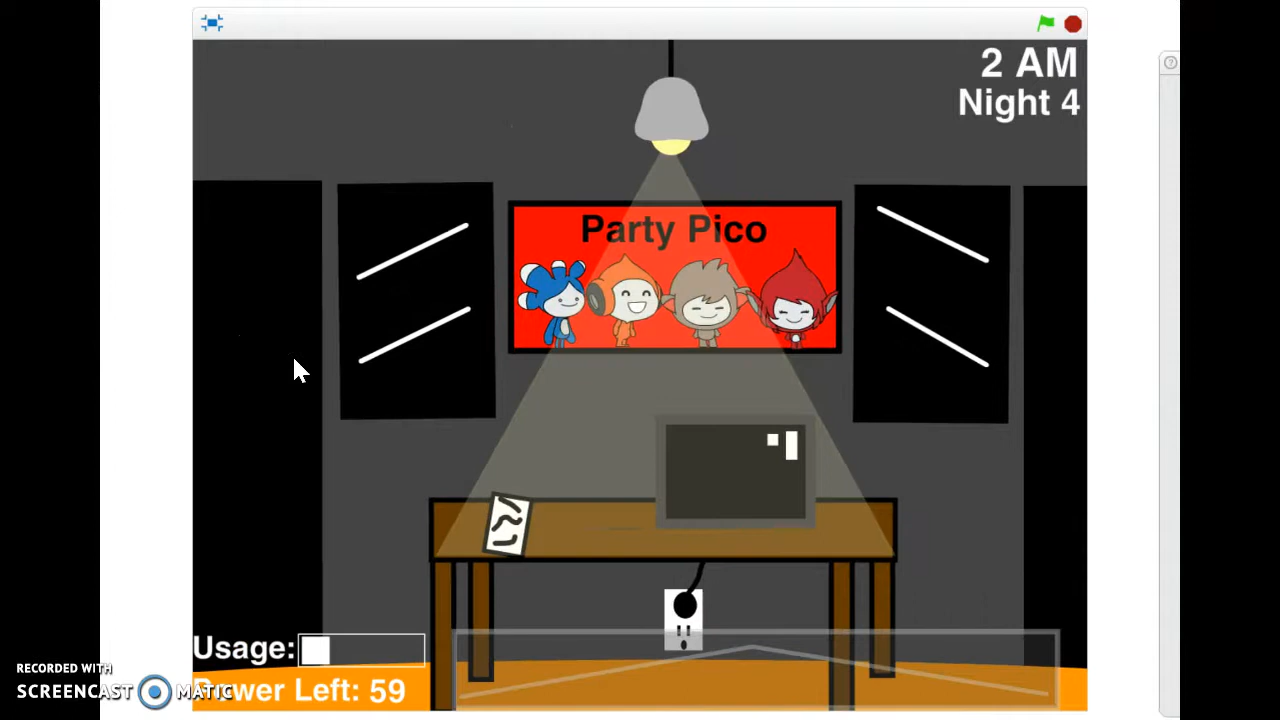 2 AM
Night 4
Party Pico
Usage:
Power Left: 59
RECORDED WITH
SCREENCAST MATIC